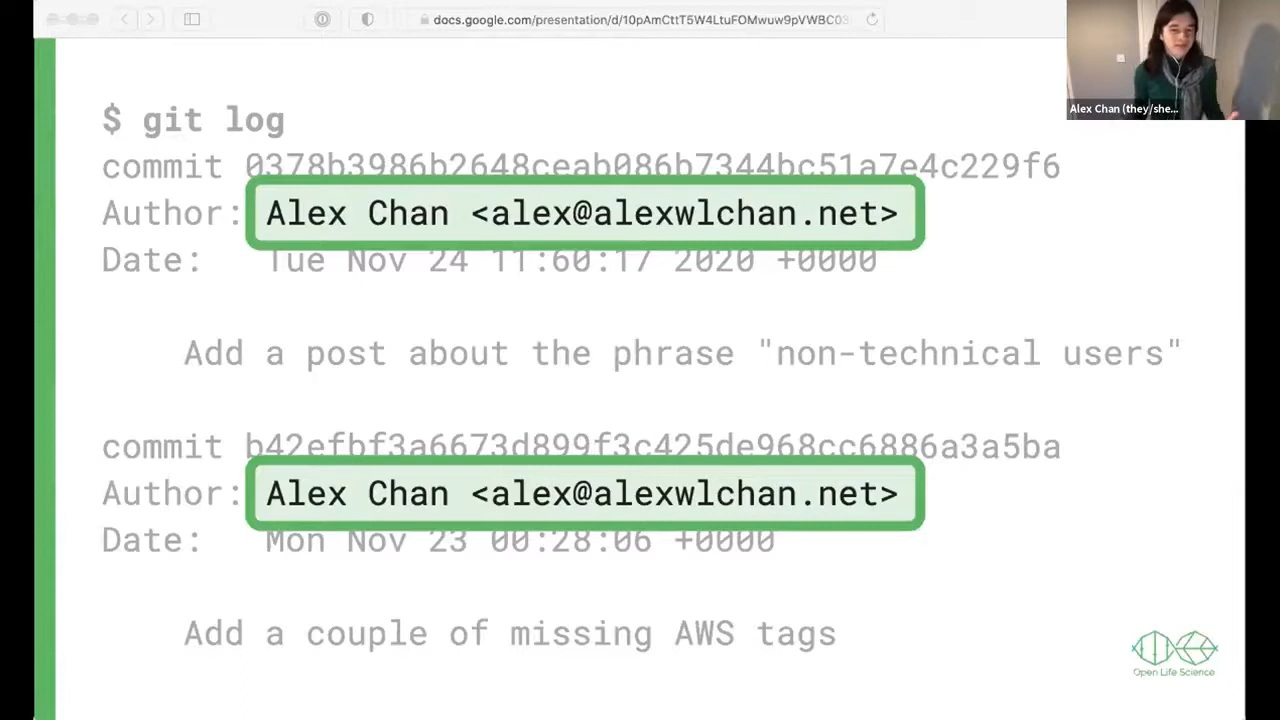 docs.google.com/presentation/d/10pAmCttT5W4LtuFOMwuw9pVWBC03
Alex Chan (they/she...
$ git log
commit 0378b3986b2648ceab086b7344bc51a7e4c229f6
Author: Alex Chan <alex@alexwlchan.net>
Date: Tue Nov 24 11:60:17 2020 +0000
Add a post about the phrase "non-technical users"
commit b42efbf3a6673d899f3c425de968cc6886a3a5ba
Author: Alex Chan <alex@alexwlchan.net>
Date: Mon Nov 23 00:28:06 +0000
Add a couple of missing AWS tags
Open Life Science